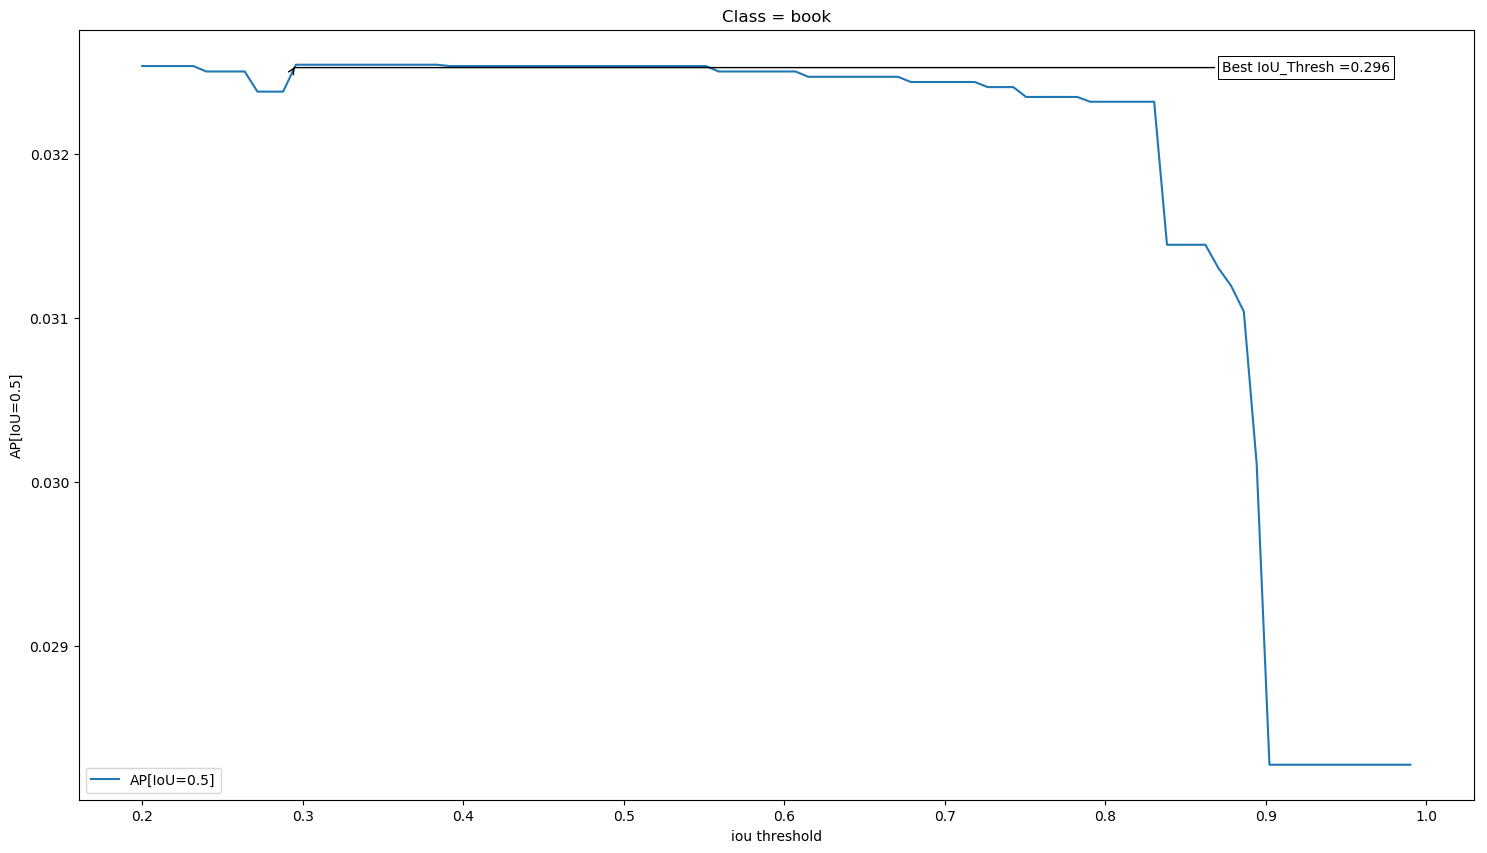 Class = book
Best IoU_Thresh =0.296
0.032
0.031
0.030
0.029
AP[IoU=0.5]
AP[IoU=0.5]
0.2 0.3 0.4 0.5 0.6 0.7 0.8 0.9 1.0
iou threshold